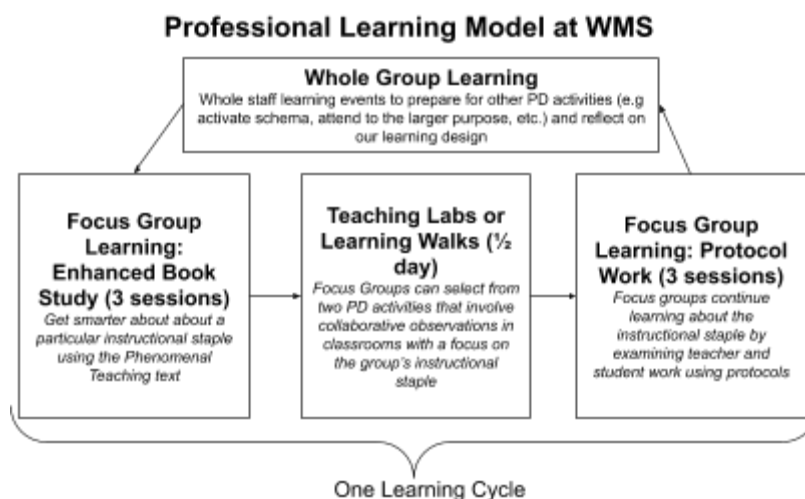 Professional Learning Model at WMS
Whole Group Learning
Whole staff learning events to prepare for other PD activities (e.g
activate schema, attend to the larger purpose, etc.) and reflect on
our learning design
Focus Group
Learning:
Enhanced Book
Study (3 sessions)
Get smarter about about a
particular instructional staple
using the Phenomenal
Teaching text
Teaching Labs or
Learning Walks (½
day)
Focus Groups can select from
two PD activities that involve
collaborative observations in
classrooms with a focus on
the group's instructional
staple
Focus Group
Learning: Protocol
Work (3 sessions)
Focus groups continue
learning about the
instructional staple by
examining teacher and
student work using protocols
One Learning Cycle